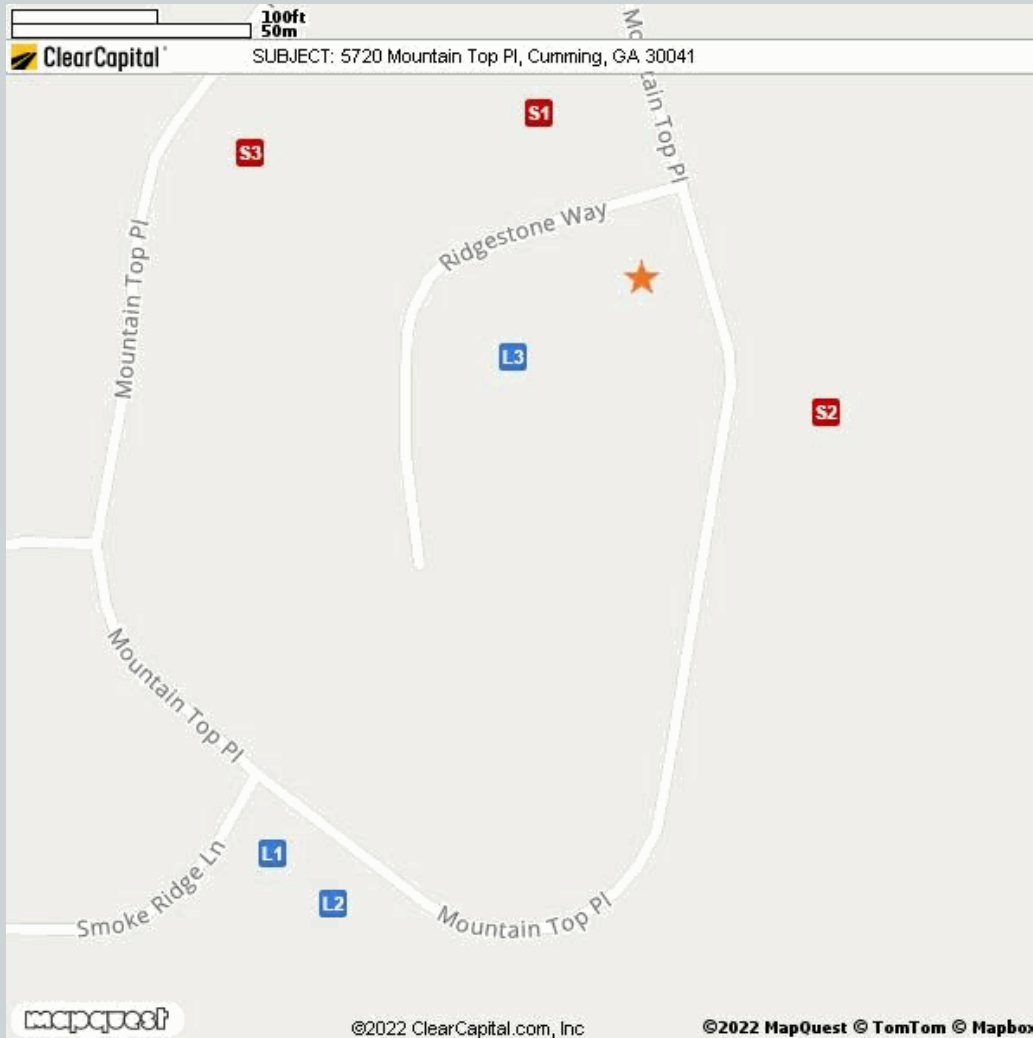 100ft
50m
ClearCapital
SUBJECT: 5720 Mountain Top Pl, Cumming, GA 30041
Mountain Top Pl
S1
S3
Ridgestone Way
Mountain Top Pl
L3
S2
Mountain Top Pl
L1
Smoke Ridge Ln
L2
Mountain Top Pl
mapquest
©2022 ClearCapital.com, Inc
©2022 MapQuest © TomTom © Mapbox